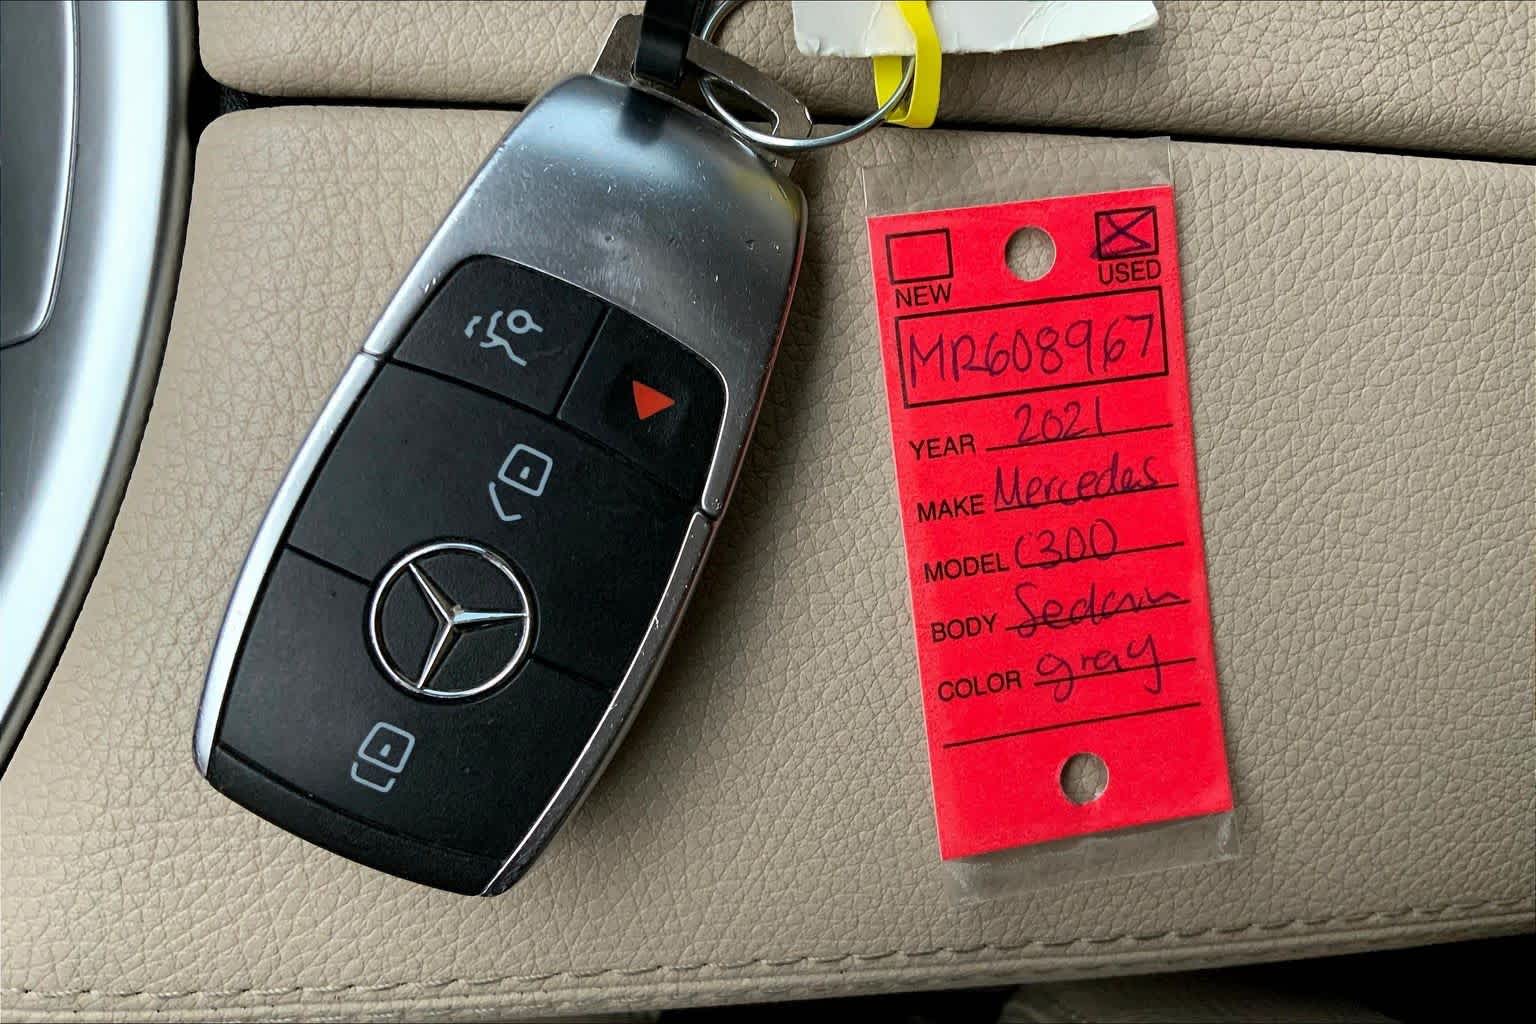 NEW USED
MR608967
YEAR 2021
MAKE Mercedes
MODEL C300
BODY Sedan
COLOR gray